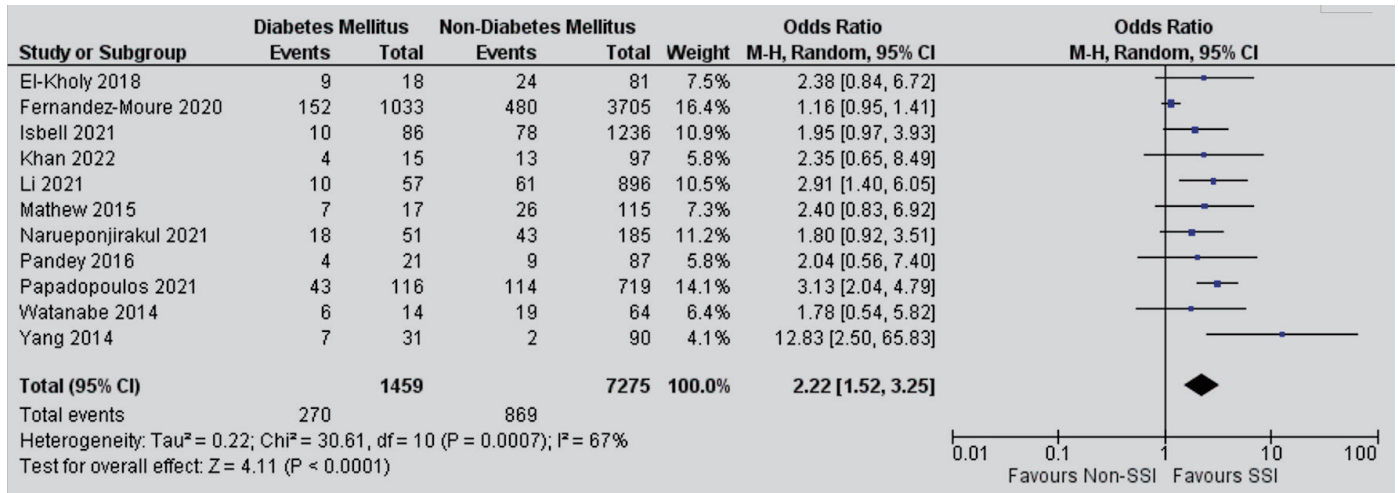 Diabetes Mellitus Non-Diabetes Mellitus Odds Ratio Odds Ratio
Study or Subgroup Events Total Events Total Weight M-H, Random, 95% CI M-H, Random, 95% CI
El-Kholy 2018 9 18 24 81 7.5% 2.38 [0.84, 6.72]
Fernandez-Moure 2020 152 1033 480 3705 16.4% 1.16 [0.95, 1.41]
Isbell 2021 10 86 78 1236 10.9% 1.95 [0.97, 3.93]
Khan 2022 4 15 13 97 5.8% 2.35 [0.65, 8.49]
Li 2021 10 57 61 896 10.5% 2.91 [1.40, 6.05]
Mathew 2015 7 17 26 115 7.3% 2.40 [0.83, 6.92]
Narueponjirakul 2021 18 51 43 185 11.2% 1.80 [0.92, 3.51]
Pandey 2016 4 21 9 87 5.8% 2.04 [0.56, 7.40]
Papadopoulos 2021 43 116 114 719 14.1% 3.13 [2.04, 4.79]
Watanabe 2014 6 14 19 64 6.4% 1.78 [0.54, 5.82]
Yang 2014 7 31 2 90 4.1% 12.83 [2.50, 65.83]
Total (95% CI) 1459 7275 100.0% 2.22 [1.52, 3.25]
Total events 270 869
Heterogeneity: Tau² = 0.22; Chi² = 30.61, df = 10 (P = 0.0007); I² = 67%
Test for overall effect: Z = 4.11 (P < 0.0001)
0.01 0.1 1 10 100
Favours Non-SSI Favours SSI